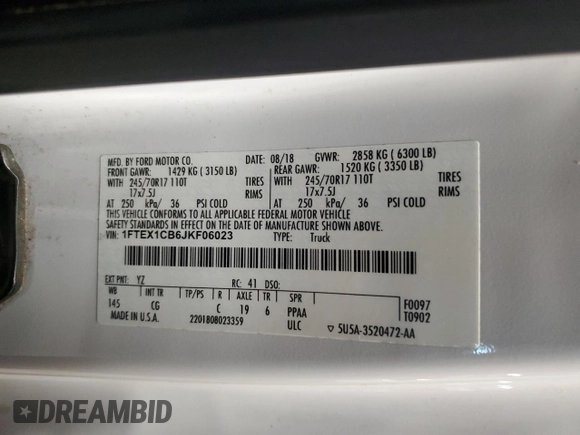 MFD. BY FORD MOTOR CO.
DATE: 08/18 GVWR: 2858 KG ( 6300 LB)
FRONT GAWR: 1429 KG ( 3150 LB) REAR GAWR: 1520 KG ( 3350 LB)
WITH 245/70R17 110T TIRES WITH 245/70R17 110T TIRES
17x7.5J RIMS 17x7.5J RIMS
AT 250 kPa/ 36 PSI COLD AT 250 kPa/ 36 PSI COLD
THIS VEHICLE CONFORMS TO ALL APPLICABLE FEDERAL MOTOR VEHICLE
SAFETY STANDARDS IN EFFECT ON THE DATE OF MANUFACTURE SHOWN ABOVE.
VIN: 1FTEX1CB6JKF06023 TYPE: Truck
EXT PNT: YZ RC: 41 DSO:
WB INT TR TP/PS R AXLE TR SPR
145 CG C 19 6 PPAA
F0097
T0902
MADE IN U.S.A. 2201808023359 ULC
▽ 5U5A-3520472-AA
DREAMBID